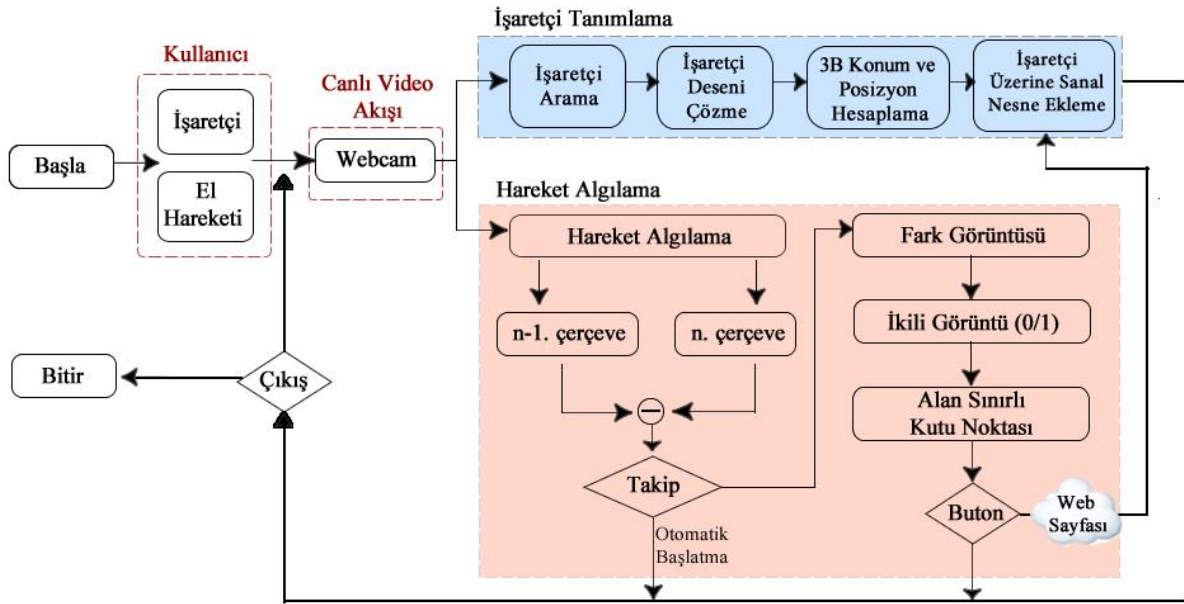 İşaretçi Tanımlama
Kullanıcı
Canlı Video
Akışı
İşaretçi
El
Hareketi
Başla
Webcam
İşaretçi
Arama
İşaretçi
Deseni
Çözme
3B Konum ve
Posizyon
Hesaplama
İşaretçi
Üzerine Sanal
Nesne Ekleme
Hareket Algılama
Hareket Algılama
n-1. çerçeve
n. çerçeve
Takip
Otomatik
Başlatma
Fark Görüntüsü
İkili Görüntü (0/1)
Alan Sınırlı
Kutu Noktası
Buton
Web
Sayfası
Çıkış
Bitir